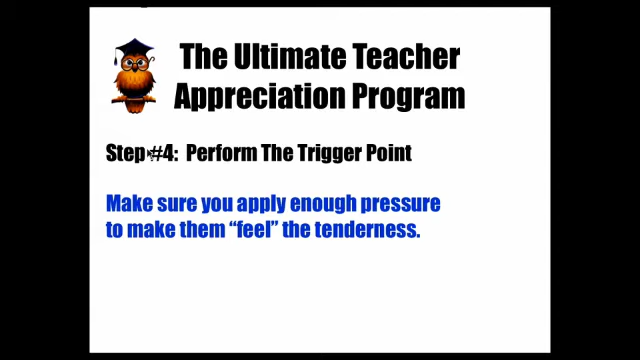 The Ultimate Teacher
Appreciation Program
Step #4: Perform The Trigger Point
Make sure you apply enough pressure
to make them “feel” the tenderness.